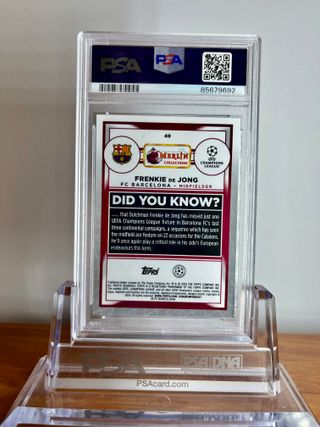 PSA
PSA
85679692
49
MERLIN
COLLECTION
UEFA
CHAMPIONS
LEAGUE
FRENKIE DE JONG
FC BARCELONA – MIDFIELDER
DID YOU KNOW?
.... that Dutchman Frenkie de Jong has missed just one
UEFA Champions League fixture in Barcelona FC's last
three continental campaigns, a sequence which has seen
the midfield are feature on 22 occasions for the Catalans.
He'll once again play a critical role in his side's European
endeavours this term.
Topps
PSA DNA
PSAcard.com